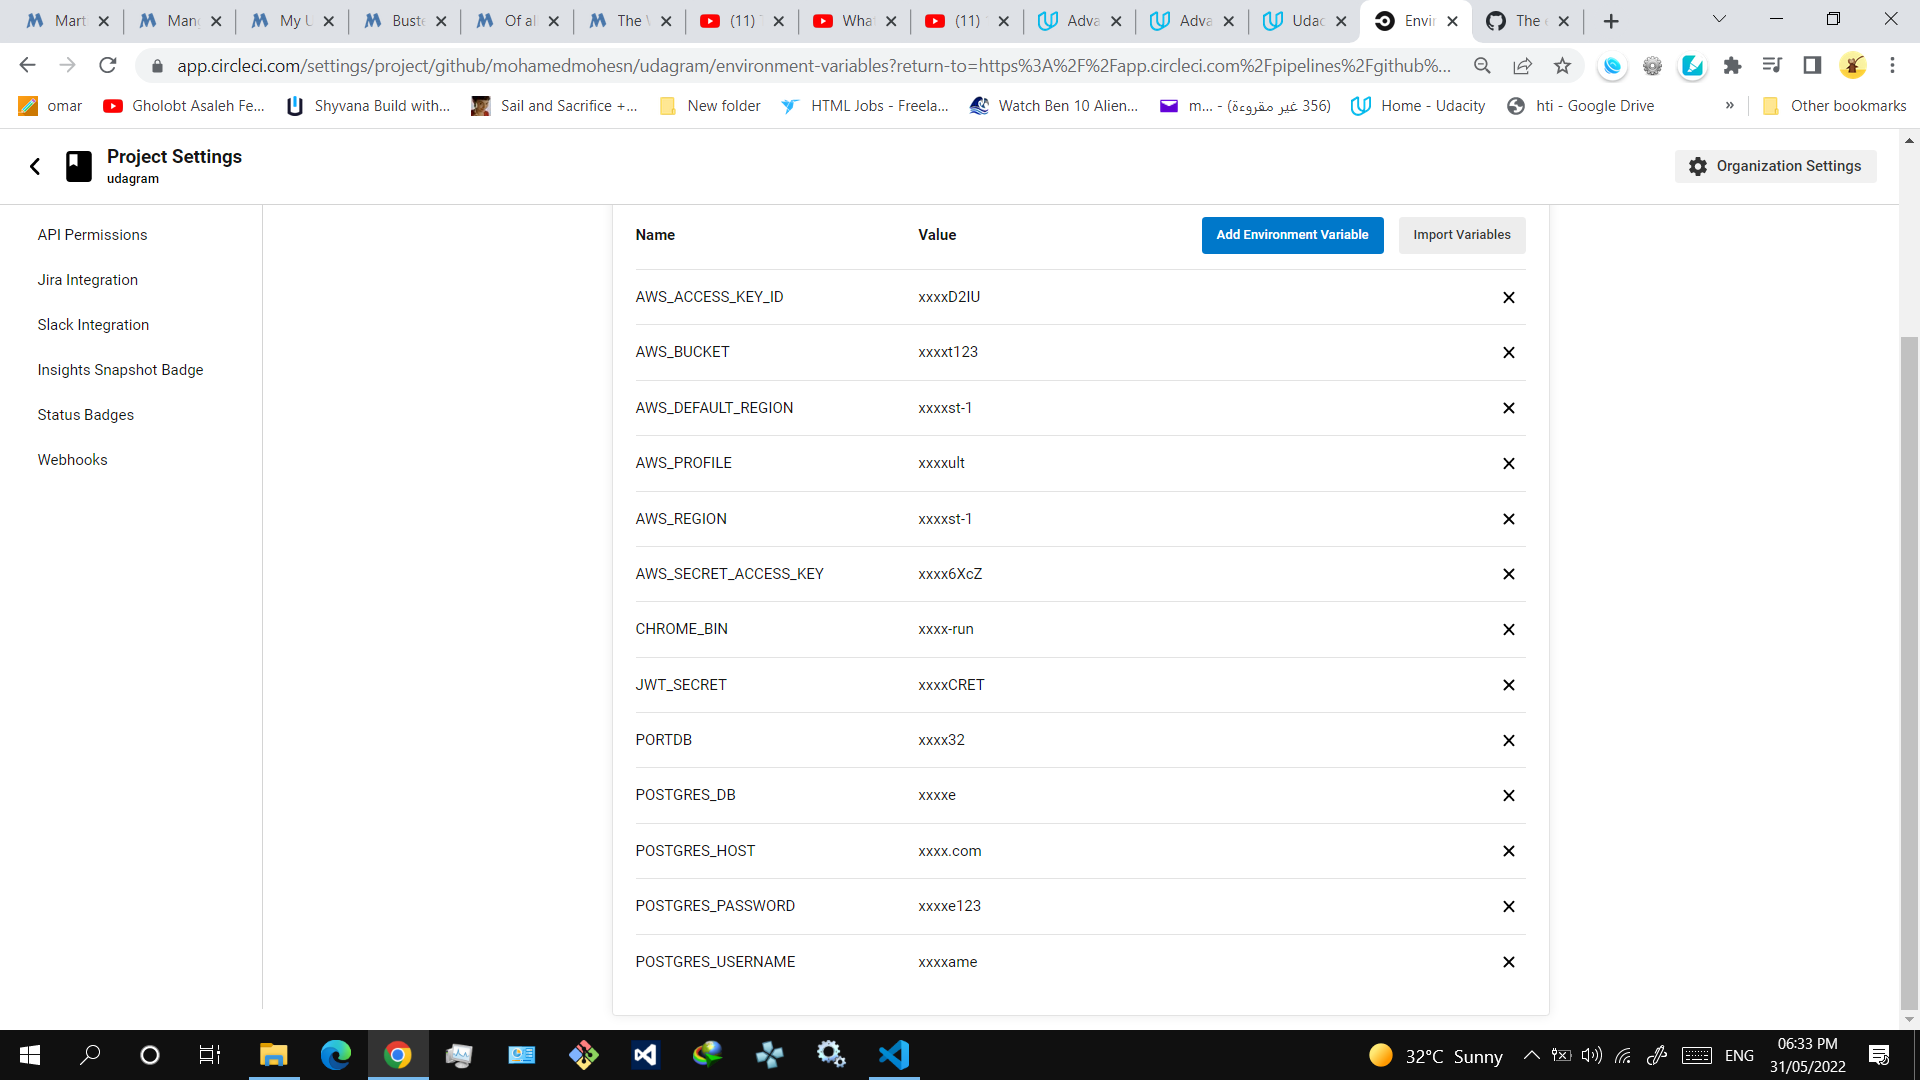 Mart
Mang
My U
Buste
Of al
The W
(11)
What
(11)
Adva
Adva
Udac
Envir
The
app.circleci.com/settings/project/github/mohamedmohesn/udagram/environment-variables?return-to=https%3A%2F%2Fapp.circleci.com%2Fpipelines%2Fgithub%...
omar
Gholobt Asaleh Fe...
Shyvana Build with...
Sail and Sacrifice +...
New folder
HTML Jobs - Freela...
Watch Ben 10 Alien...
m... - (356 غير مقروءة)
Home - Udacity
hti - Google Drive
»
Other bookmarks
Project Settings
udagram
Organization Settings
API Permissions
Jira Integration
Slack Integration
Insights Snapshot Badge
Status Badges
Webhooks
Name Value Add Environment Variable Import Variables
AWS_ACCESS_KEY_ID xxxxD2IU
AWS_BUCKET xxxxt123
AWS_DEFAULT_REGION xxxxst-1
AWS_PROFILE xxxxult
AWS_REGION xxxxst-1
AWS_SECRET_ACCESS_KEY xxxx6XcZ
CHROME_BIN xxxx-run
JWT_SECRET xxxxCRET
PORTDB xxxx32
POSTGRES_DB xxxxe
POSTGRES_HOST xxxx.com
POSTGRES_PASSWORD xxxxe123
POSTGRES_USERNAME xxxxame
32°C Sunny
ENG
06:33 PM
31/05/2022